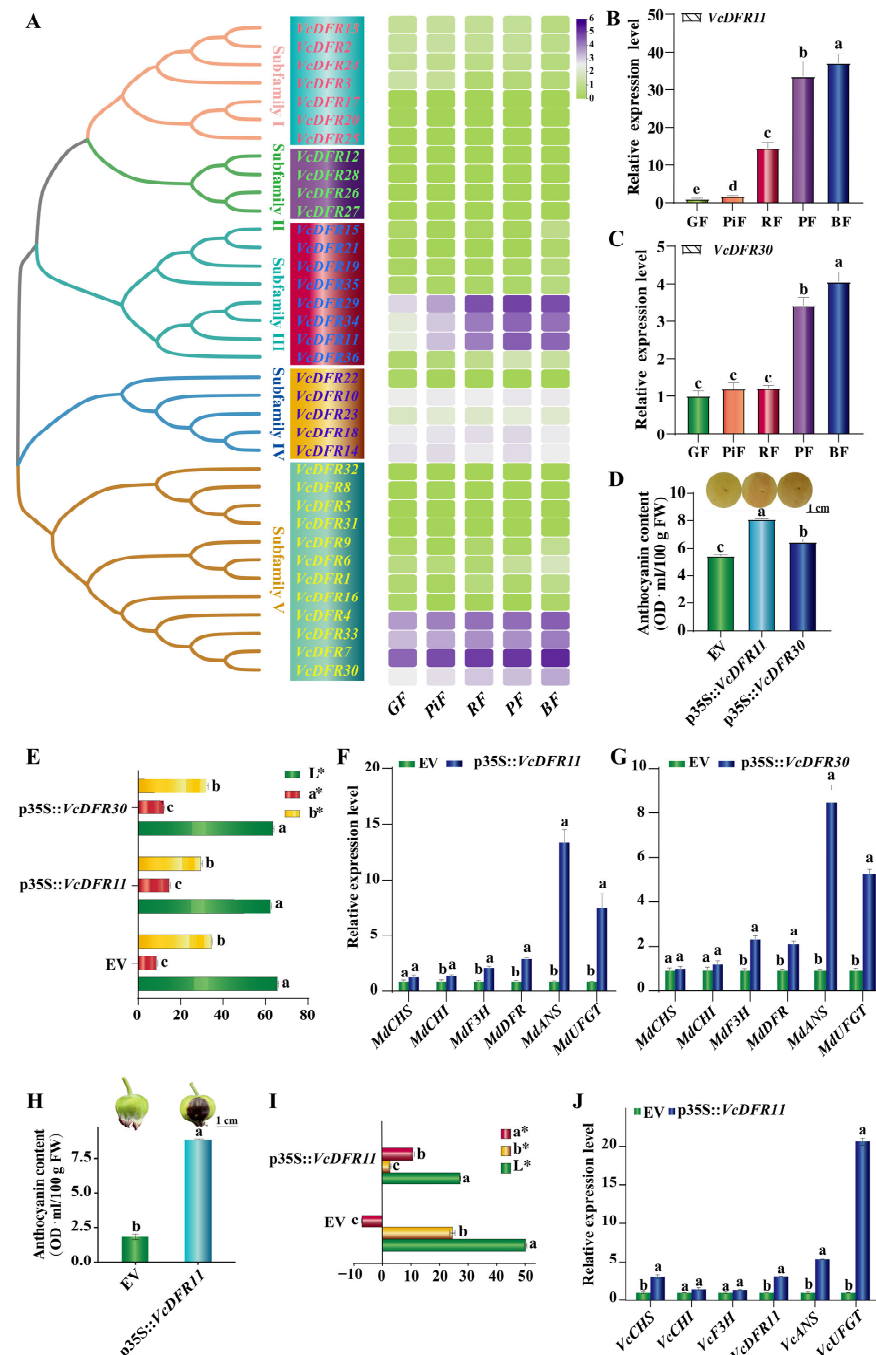 A
Subfamily I
Subfamily II
Subfamily III
Subfamily IV
Subfamily V
VcDFR13
VcDFR2
VcDFR24
VcDFR3
VcDFR17
VcDFR20
VcDFR25
VcDFR12
VcDFR28
VcDFR26
VcDFR27
VcDFR15
VcDFR21
VcDFR19
VcDFR35
VcDFR29
VcDFR34
VcDFR11
VcDFR36
VcDFR22
VcDFR10
VcDFR23
VcDFR18
VcDFR14
VcDFR32
VcDFR8
VcDFR5
VcDFR31
VcDFR9
VcDFR6
VcDFR1
VcDFR16
VcDFR4
VcDFR33
VcDFR7
VcDFR30
GF PiF RF PF BF
6
5
4
3
2
1
0
B
VcDFR11
Relative expression level
50
40
30
20
10
0
e d c b a
GF PiF RF PF BF
C
VcDFR30
Relative expression level
5
4
3
2
1
0
c c c b a
GF PiF RF PF BF
D
1 cm
Anthocyanin content
(OD · ml/100 g FW)
10
8
6
4
2
0
c a b
EV
p35S::VcDFR11
p35S::VcDFR30
E
L*
a*
b*
p35S::VcDFR30
b
c
a
p35S::VcDFR11
b
c
a
EV
b
c
a
0 20 40 60 80
F
EV p35S::VcDFR11
Relative expression level
20
15
10
5
0
a a b a b a b a b a b a
MdCHS MdCHI MdF3H MdDFR MdANS MdUFGT
G
EV p35S::VcDFR30
10
8
6
4
2
0
a a a a b a b a b a b a
MdCHS MdCHI MdF3H MdDFR MdANS MdUFGT
H
1 cm
Anthocyanin content
(OD · ml/100 g FW)
7.5
5.0
2.5
0.0
b a
EV
p35S::VcDFR11
I
a*
b*
L*
p35S::VcDFR11
b
c
a
EV
c
b
a
−10 0 10 20 30 40 50
J
EV p35S::VcDFR11
Relative expression level
20
15
10
5
0
b a a a a a b a b a b a
VcCHS VcCHI VcF3H VcDFR11 VcANS VcUFGT